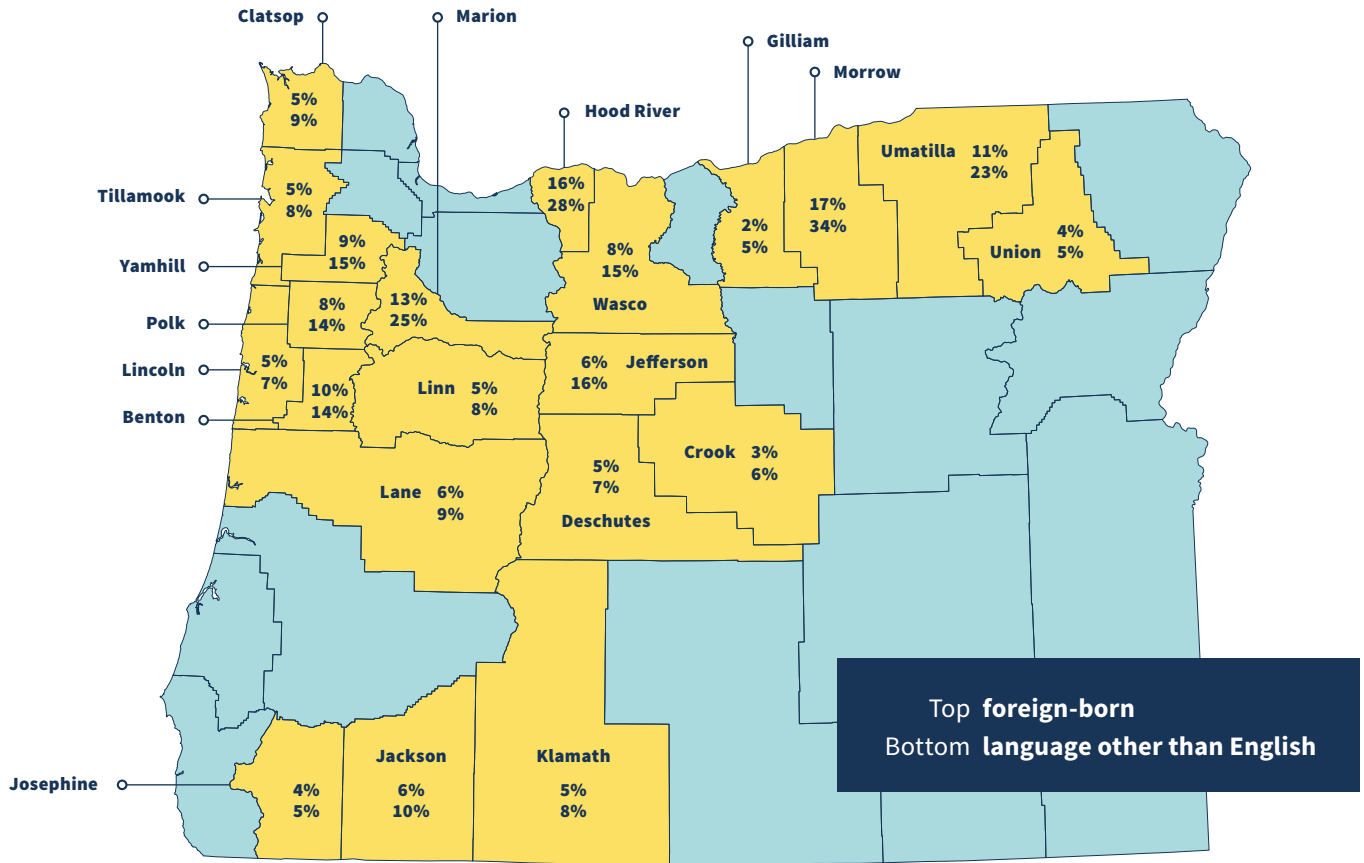 Clatsop
Marion
Gilliam
Morrow
Hood River
5%
9%
Tillamook
5%
8%
16%
28%
Umatilla 11%
23%
17%
34%
2%
5%
Union 4%
5%
Yamhill
9%
15%
8%
15%
Wasco
Polk
8%
14%
13%
25%
Lincoln
5%
7%
Benton
10%
14%
Linn 5%
8%
6% Jefferson
16%
Crook 3%
6%
5%
7%
Deschutes
Lane 6%
9%
Top foreign-born
Bottom language other than English
Josephine
4%
5%
Jackson
6%
10%
Klamath
5%
8%